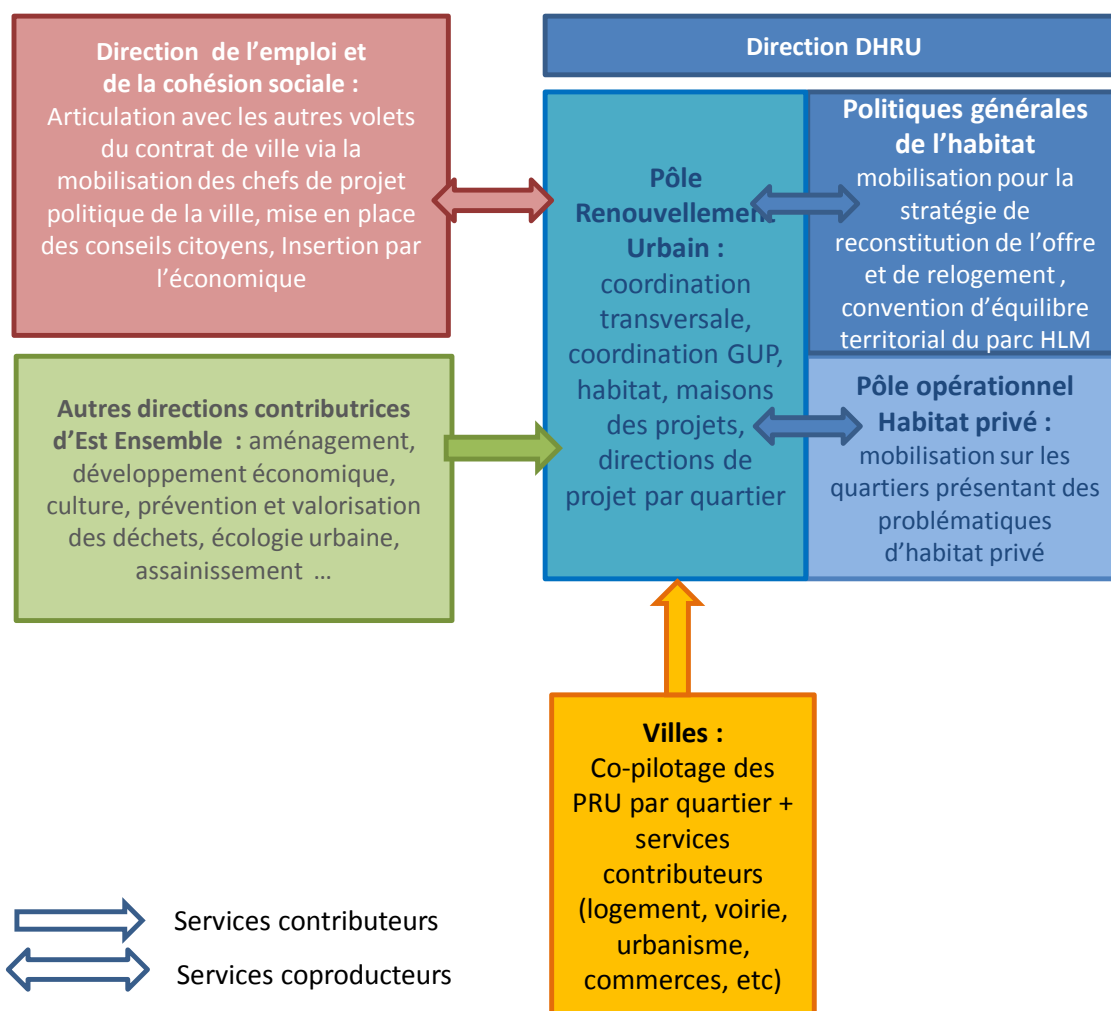 Direction de l’emploi et
de la cohésion sociale :
Articulation avec les autres volets
du contrat de ville via la
mobilisation des chefs de projet
politique de la ville, mise en place
des conseils citoyens, Insertion par
l’économique
Direction DHRU
Pôle
Renouvellement
Urbain :
coordination
transversale,
coordination GUP,
habitat, maisons
des projets,
directions de
projet par quartier
Politiques générales
de l’habitat
mobilisation pour la
stratégie de
reconstitution de l’offre
et de relogement ,
convention d’équilibre
territorial du parc HLM
Autres directions contributrices
d’Est Ensemble : aménagement,
développement économique,
culture, prévention et valorisation
des déchets, écologie urbaine,
assainissement …
Pôle opérationnel
Habitat privé :
mobilisation sur les
quartiers présentant des
problématiques
d’habitat privé
Villes :
Co-pilotage des
PRU par quartier +
services
contributeurs
(logement, voirie,
urbanisme,
commerces, etc)
Services contributeurs
Services coproducteurs